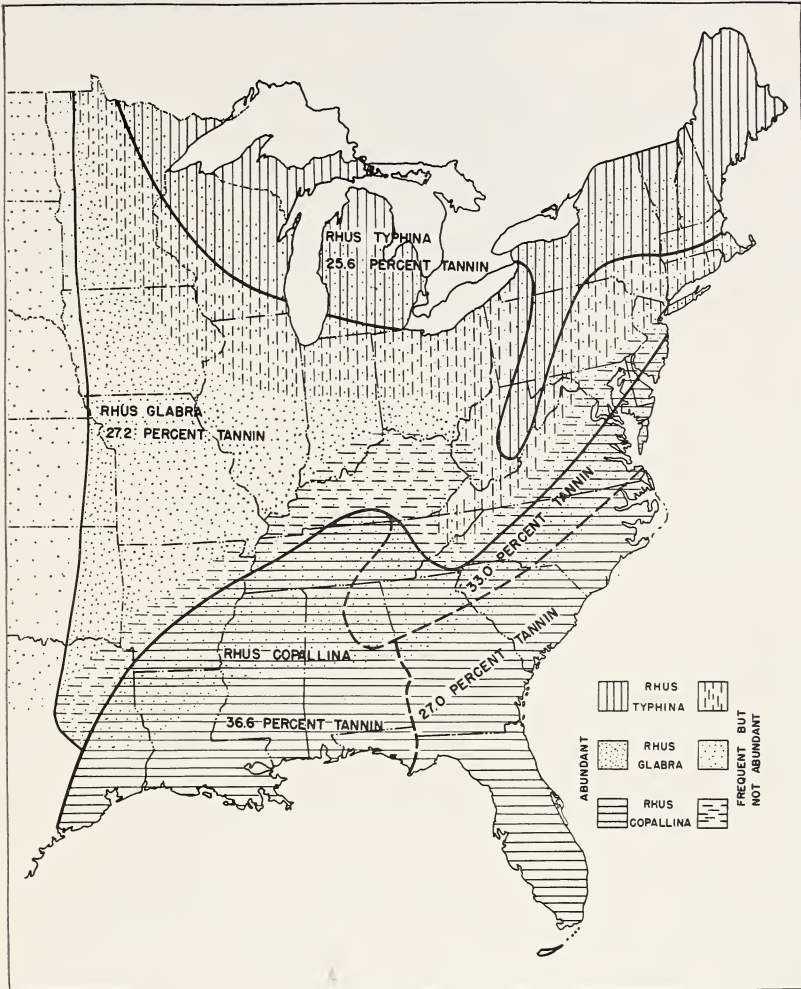 RHUS TYPHINA
25.6 PERCENT TANNIN
RHUS GLABRA
27.2 PERCENT TANNIN
33.0 PERCENT TANNIN
RHUS COPALLINA
27.0 PERCENT TANNIN
36.6 PERCENT TANNIN
RHUS
TYPHINA
RHUS
GLABRA
RHUS
COPALLINA
ABUNDANT
FREQUENT BUT
NOT ABUNDANT